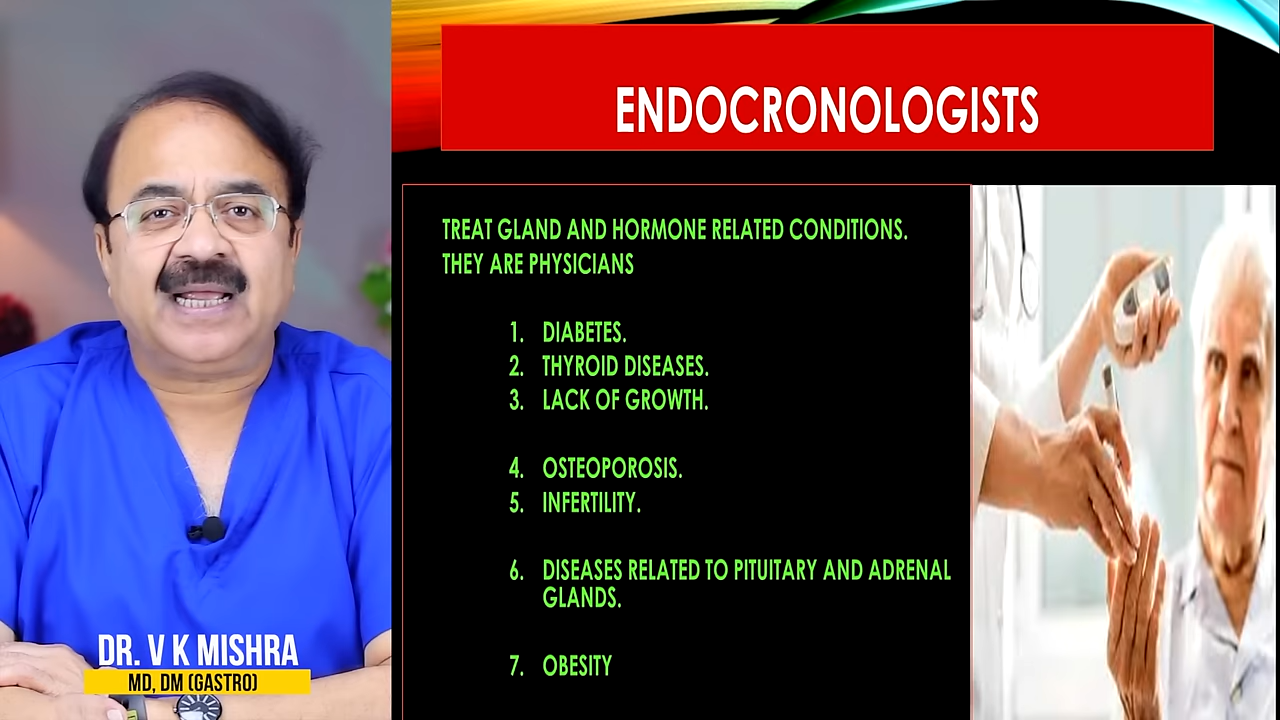 ENDOCRONOLOGISTS
TREAT GLAND AND HORMONE RELATED CONDITIONS.
THEY ARE PHYSICIANS
1. DIABETES.
2. THYROID DISEASES.
3. LACK OF GROWTH.
4. OSTEOPOROSIS.
5. INFERTILITY.
6. DISEASES RELATED TO PITUITARY AND ADRENAL
GLANDS.
7. OBESITY
DR. V K MISHRA
MD, DM (GASTRO)